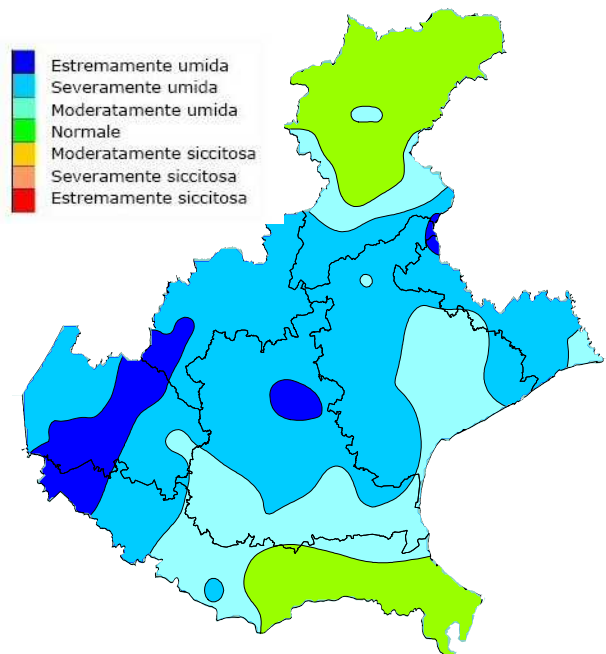 Estremamente umida
Severamente umida
Moderatamente umida
Normale
Moderatamente siccitosa
Severamente siccitosa
Estremamente siccitosa